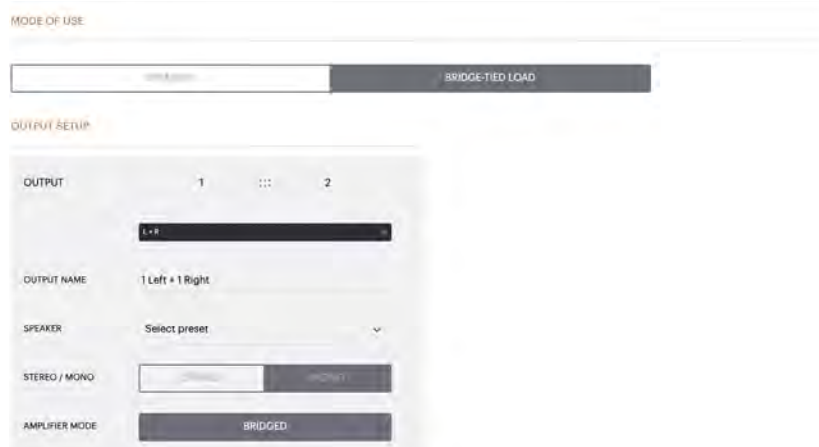 MODE OF USE
BRIDGE-TIED LOAD
OUTPUT SETUP
OUTPUT 1 ::: 2
L+R
OUTPUT NAME 1 Left + 1 Right
SPEAKER Select preset
STEREO / MONO
AMPLIFIER MODE BRIDGED